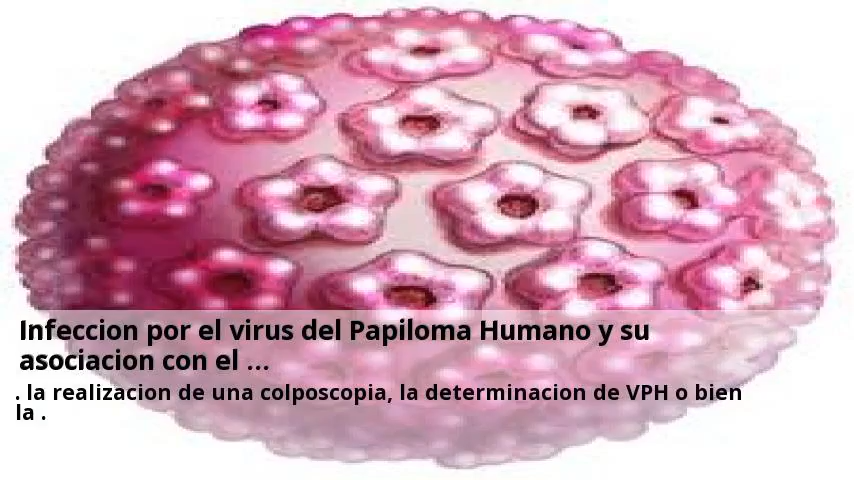 Infeccion por el virus del Papiloma Humano y su
asociacion con el ...
. la realizacion de una colposcopia, la determinacion de VPH o bien
la .